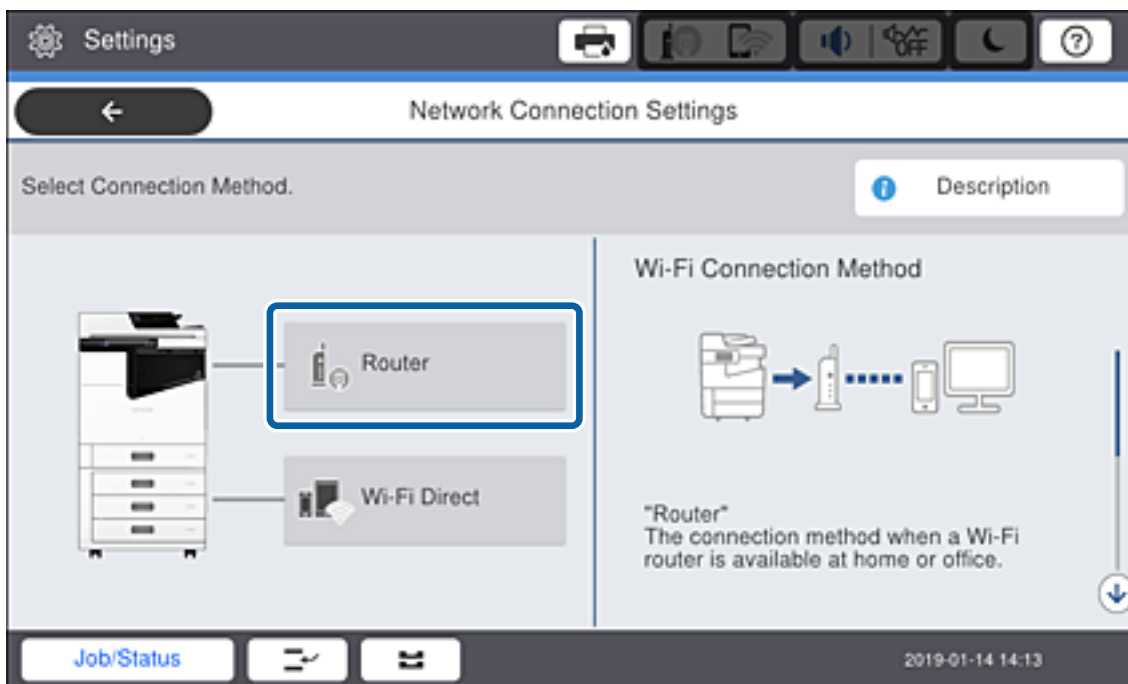 Settings
OFF
?
Network Connection Settings
Select Connection Method.
i Description
Wi-Fi Connection Method
Router
Wi-Fi Direct
"Router"
The connection method when a Wi-Fi
router is available at home or office.
Job/Status
2019-01-14 14:13